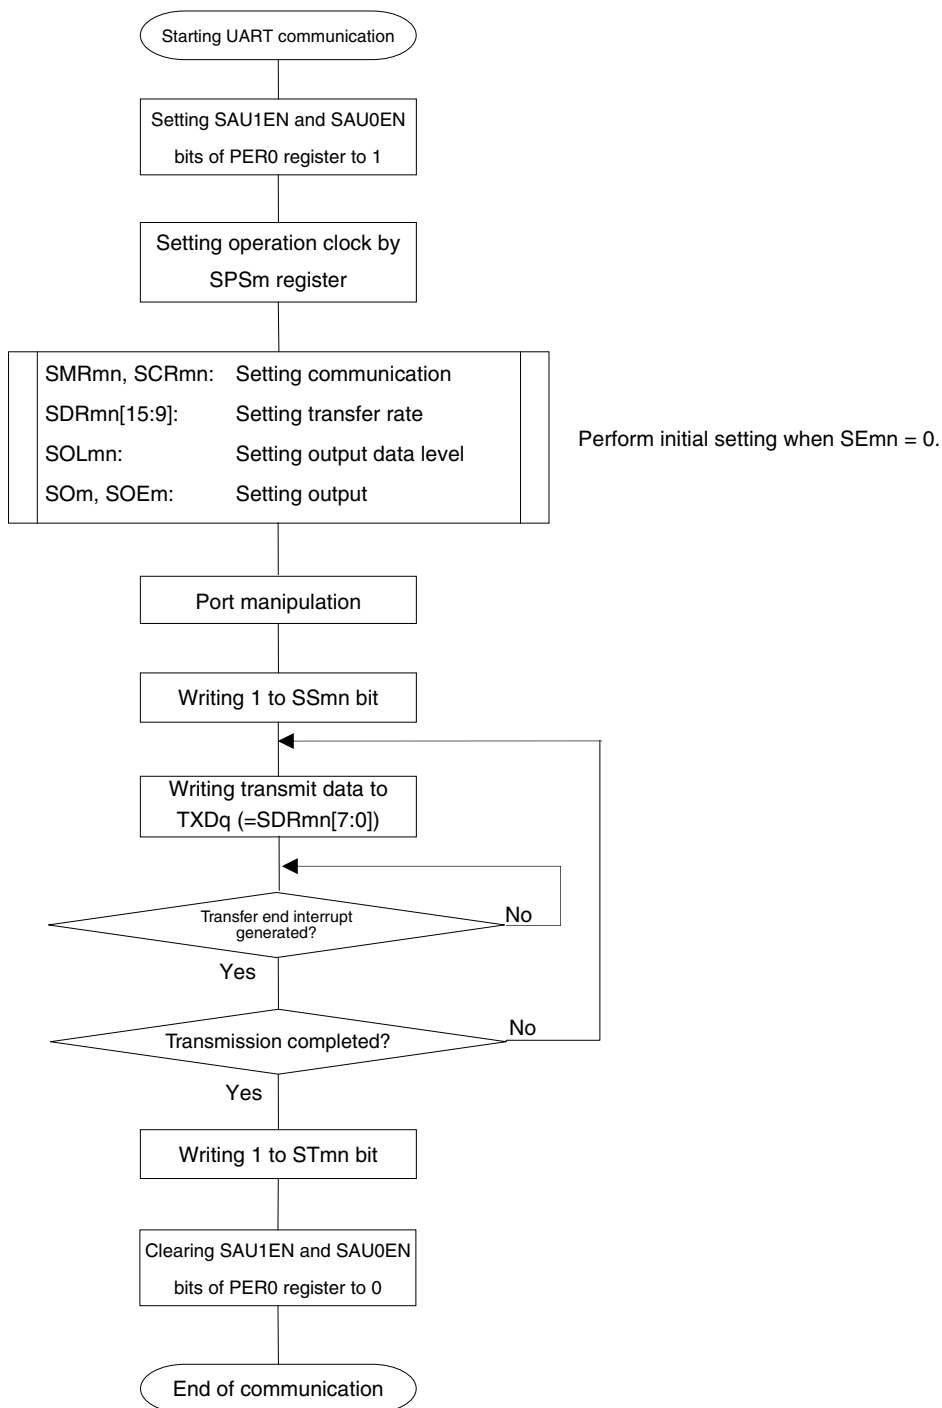 Starting UART communication
Setting SAU1EN and SAU0EN
bits of PER0 register to 1
Setting operation clock by
SPSm register
SMRmn, SCRmn: Setting communication
SDRmn[15:9]: Setting transfer rate
SOLmn: Setting output data level
SOm, SOEm: Setting output
Perform initial setting when SEmn = 0.
Port manipulation
Writing 1 to SSmn bit
Writing transmit data to
TXDq (=SDRmn[7:0])
Transfer end interrupt
generated?
No
Yes
Transmission completed?
No
Yes
Writing 1 to STmn bit
Clearing SAU1EN and SAU0EN
bits of PER0 register to 0
End of communication